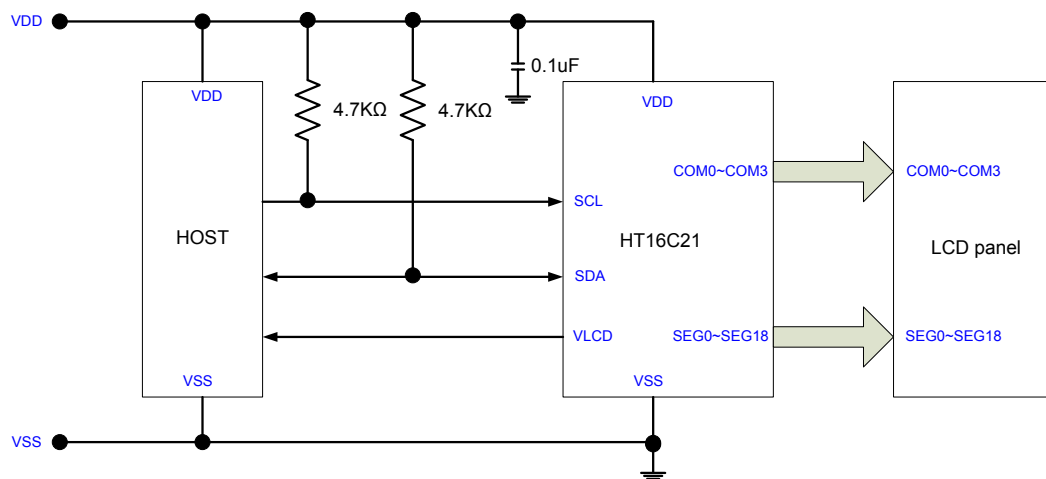 VDD
0.1uF
VDD
4.7KΩ
4.7KΩ
VDD
COM0~COM3
COM0~COM3
SCL
HOST
HT16C21
LCD panel
SDA
VLCD
SEG0~SEG18
SEG0~SEG18
VSS
VSS
VSS